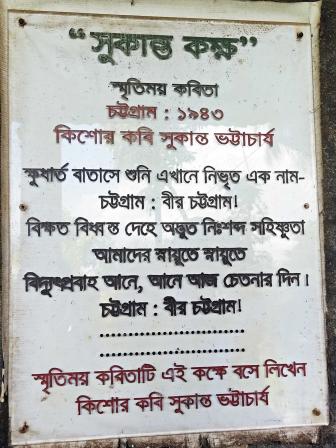 “সুকান্ত কক্ষ”
স্মৃতিময় কবিতা
চট্টগ্রাম : ১৯৪৩
কিশোর কবি সুকান্ত ভট্টাচার্য
ক্ষুধার্ত বাতাসে শুনি এখানে নিভৃত এক নাম-
চট্টগ্রাম : বীর চট্টগ্রাম!
বিক্ষত বিধ্বস্ত দেহে অদ্ভুত নিঃশব্দ সহিষ্ণুতা
আমাদের স্নায়ুতে স্নায়ুতে
বিদ্যুৎপ্রবাহ আনে, আনে আজ চেতনার দিন।
চট্টগ্রাম : বীর চট্টগ্রাম!
................................
................................
স্মৃতিময় কবিতাটি এই কক্ষে বসে লিখেন
কিশোর কবি সুকান্ত ভট্টাচার্য